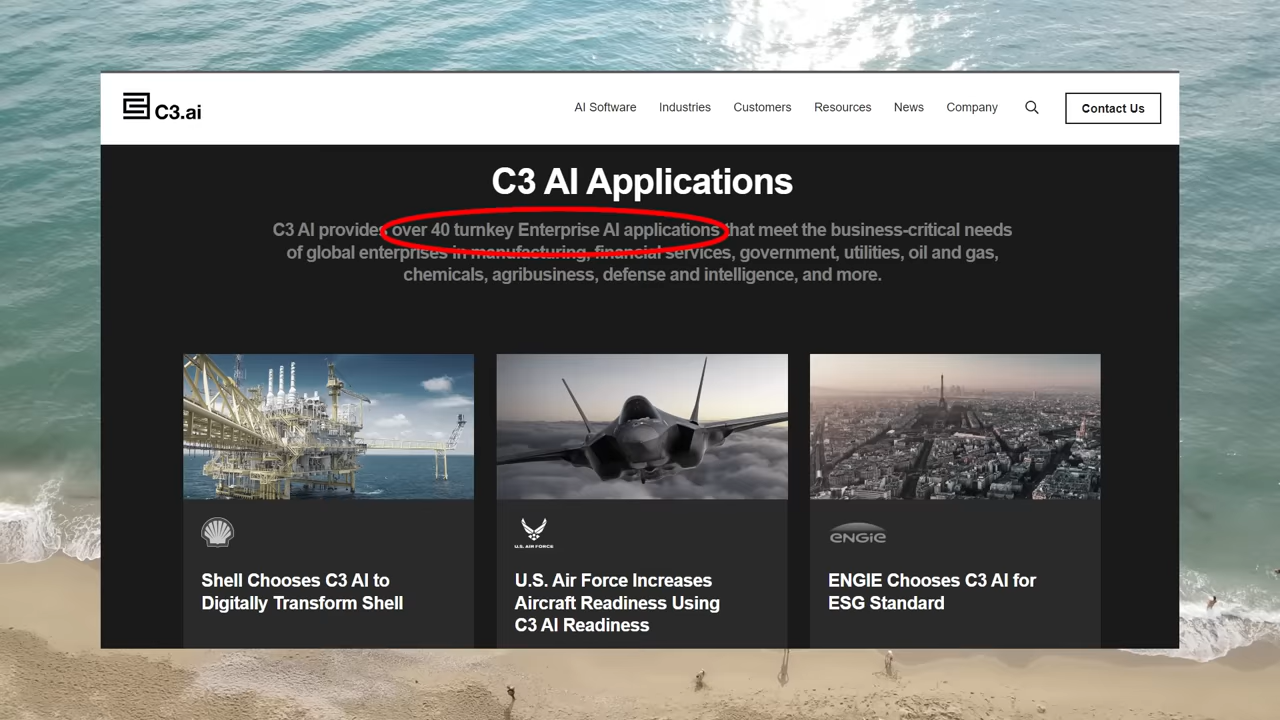 C3.ai
AI Software
Industries
Customers
Resources
News
Company
Contact Us
C3 AI Applications
C3 AI provides over 40 turnkey Enterprise AI applications that meet the business-critical needs
of global enterprises in manufacturing, financial services, government, utilities, oil and gas,
chemicals, agribusiness, defense and intelligence, and more.
U.S. AIR FORCE
ENGIE
Shell Chooses C3 AI to
Digitally Transform Shell
U.S. Air Force Increases
Aircraft Readiness Using
C3 AI Readiness
ENGIE Chooses C3 AI for
ESG Standard